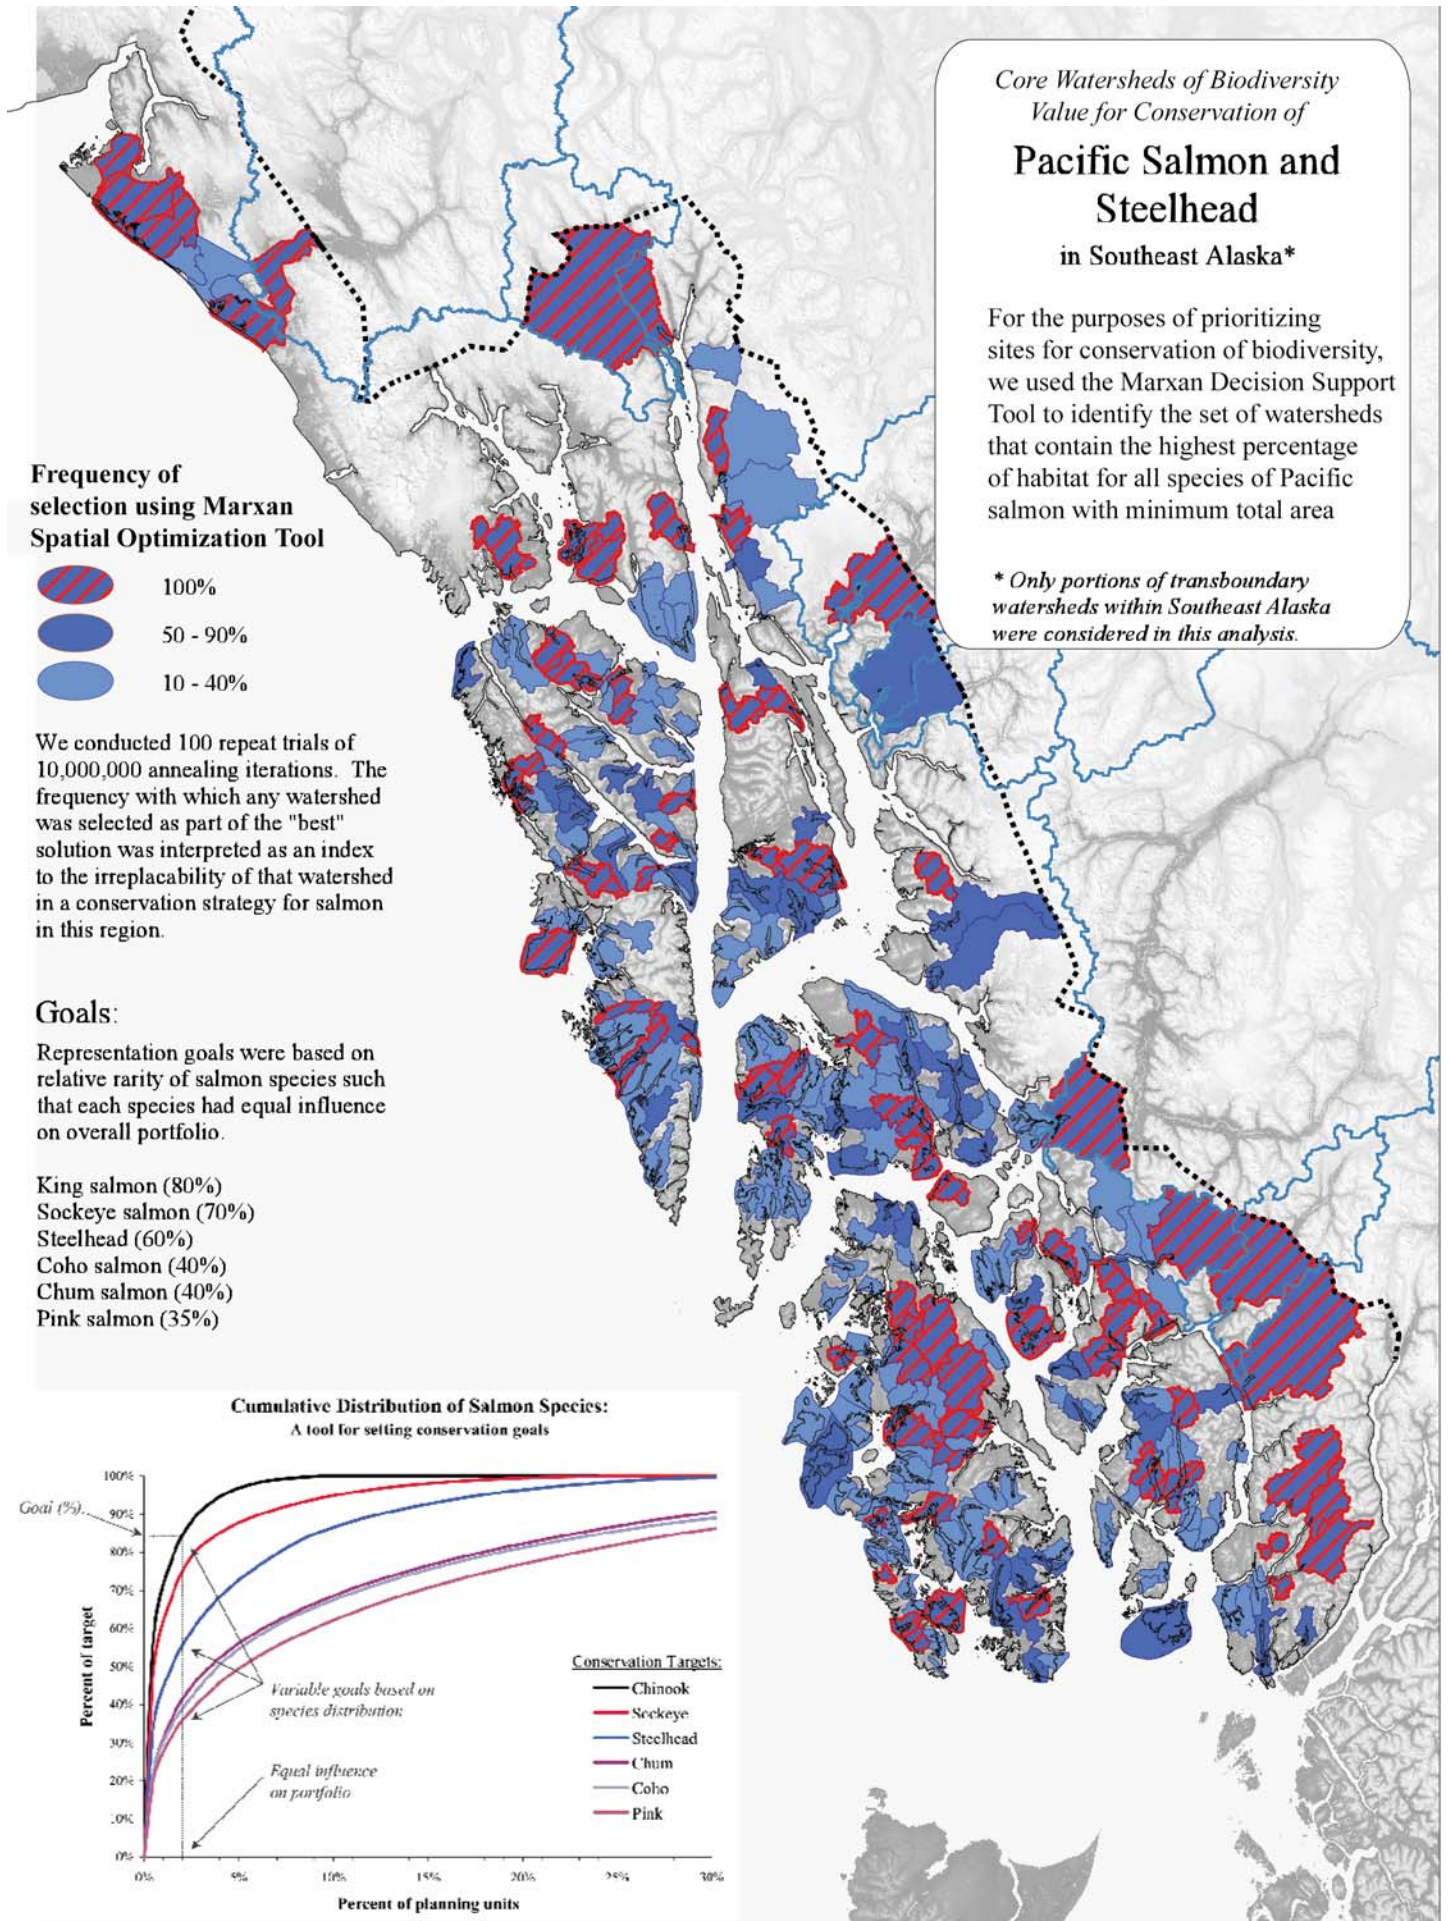 Core Watersheds of Biodiversity
Value for Conservation of
Pacific Salmon and
Steelhead
in Southeast Alaska*
For the purposes of prioritizing
sites for conservation of biodiversity,
we used the Marxan Decision Support
Tool to identify the set of watersheds
that contain the highest percentage
of habitat for all species of Pacific
salmon with minimum total area
* Only portions of transboundary
watersheds within Southeast Alaska
were considered in this analysis.
Frequency of
selection using Marxan
Spatial Optimization Tool
100%
50 - 90%
10 - 40%
We conducted 100 repeat trials of
10,000,000 annealing iterations. The
frequency with which any watershed
was selected as part of the "best"
solution was interpreted as an index
to the irreplacability of that watershed
in a conservation strategy for salmon
in this region.
Goals:
Representation goals were based on
relative rarity of salmon species such
that each species had equal influence
on overall portfolio.
King salmon (80%)
Sockeye salmon (70%)
Steelhead (60%)
Coho salmon (40%)
Chum salmon (40%)
Pink salmon (35%)
Cumulative Distribution of Salmon Species:
A tool for setting conservation goals
100%
Goal (%)
90%
80%
70%
60%
50%
40%
30%
20%
10%
0%
Percent of target
Variable goals based on
species distribution
Equal influence
on portfolio
Conservation Targets:
Chinook
Sockeye
Steelhead
Chum
Coho
Pink
0% 5% 10% 15% 20% 25% 30%
Percent of planning units